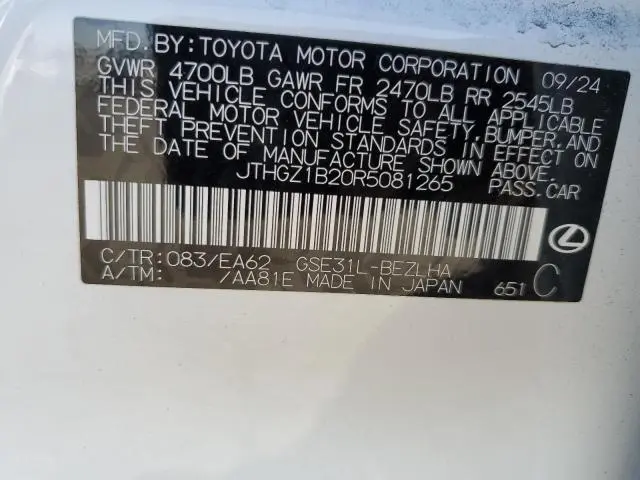 MFD. BY: TOYOTA MOTOR CORPORATION 09/24
GVWR 4700LB GAWR FR 2470LB RR 2545LB
THIS VEHICLE CONFORMS TO ALL APPLICABLE
FEDERAL MOTOR VEHICLE SAFETY, BUMPER, AND
THEFT PREVENTION STANDARDS IN EFFECT ON
THE DATE OF MANUFACTURE SHOWN ABOVE.
JTHGZ1B20R5081265 PASS.CAR
C/TR: 083/EA62 GSE31L-BEZLHA
A/TM: /AA81E MADE IN JAPAN 651 C